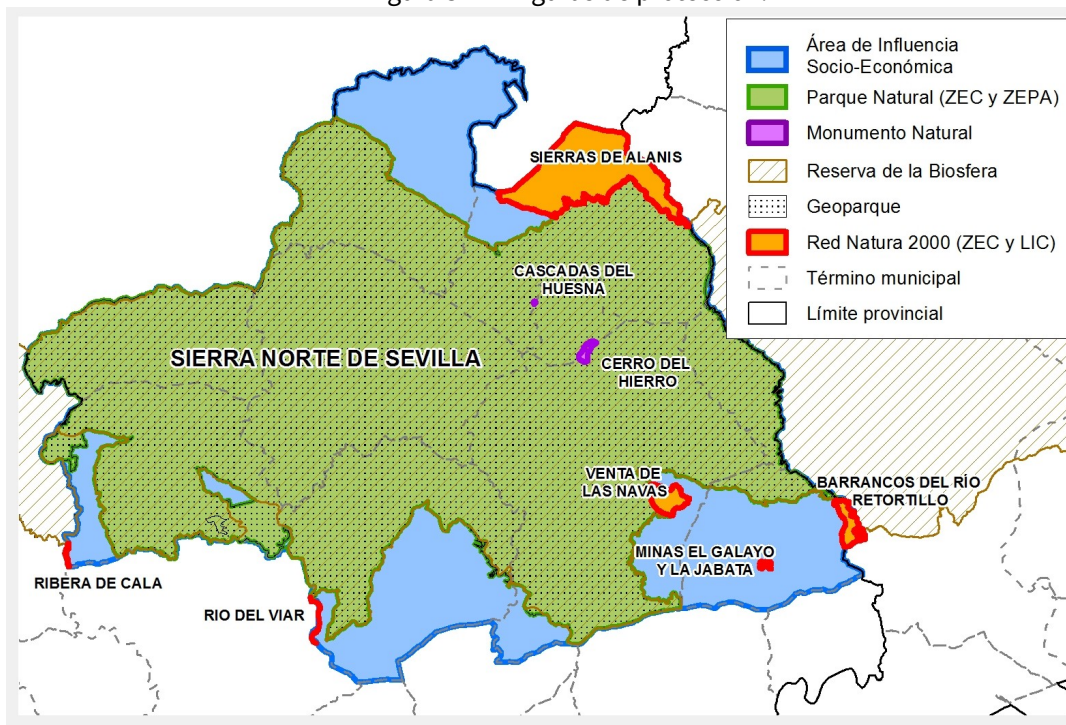 Área de Influencia
Socio-Económica
Parque Natural (ZEC y ZEPA)
Monumento Natural
Reserva de la Biosfera
Geoparque
Red Natura 2000 (ZEC y LIC)
Término municipal
Límite provincial
SIERRAS DE ALANIS
CASCADAS DEL
HUESNA
SIERRA NORTE DE SEVILLA
CERRO DEL
HIERRO
VENTA DE
LAS NAVAS
BARRANCOS DEL RÍO
RETORTILLO
MINAS EL GALAYO
Y LA JABATA
RIBERA DE CALA
RIO DEL VIAR